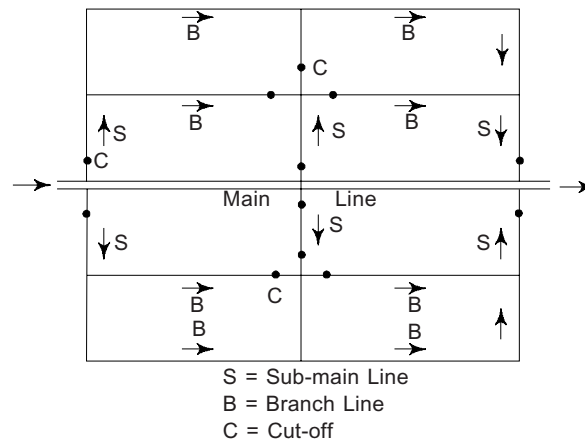 B B
C
B B
S S S
C
Main Line
S S S
C
B B
B B
S = Sub-main Line
B = Branch Line
C = Cut-off